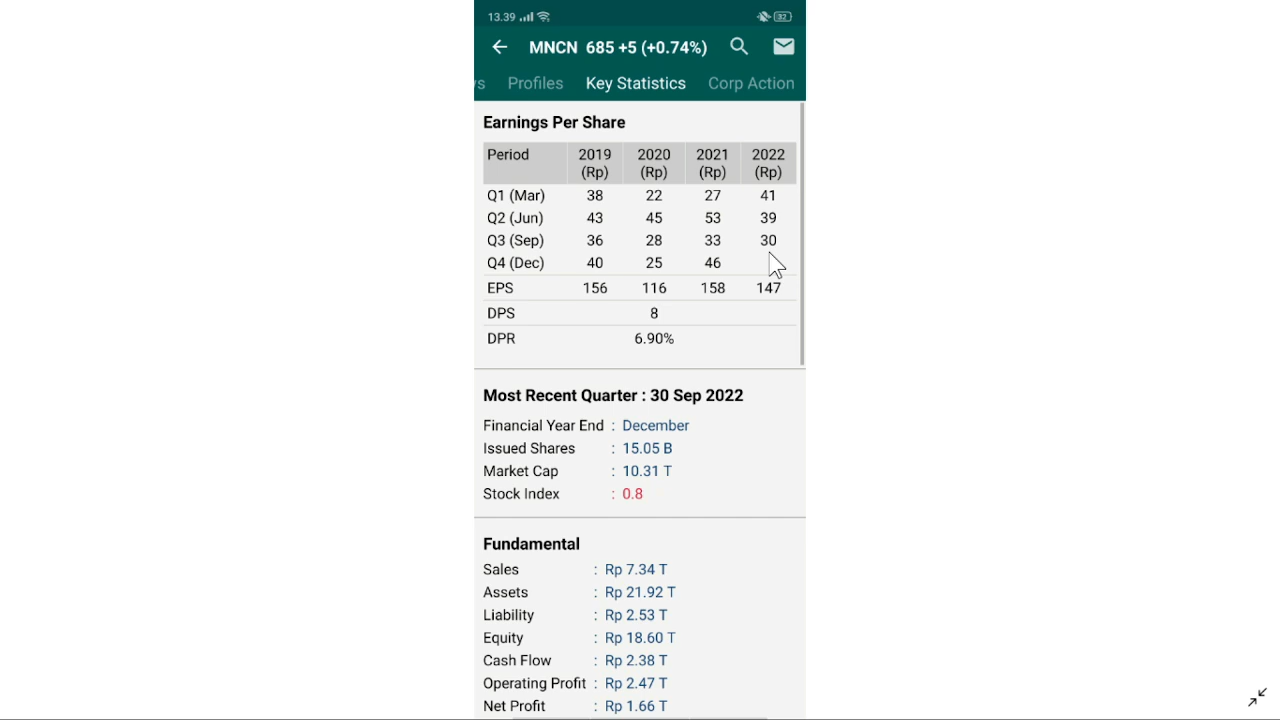 13.39 32
MNCN 685 +5 (+0.74%)
s Profiles Key Statistics Corp Action
Earnings Per Share
Period 2019 (Rp) 2020 (Rp) 2021 (Rp) 2022 (Rp)
Q1 (Mar) 38 22 27 41
Q2 (Jun) 43 45 53 39
Q3 (Sep) 36 28 33 30
Q4 (Dec) 40 25 46
EPS 156 116 158 147
DPS 8
DPR 6.90%
Most Recent Quarter : 30 Sep 2022
Financial Year End : December
Issued Shares : 15.05 B
Market Cap : 10.31 T
Stock Index : 0.8
Fundamental
Sales : Rp 7.34 T
Assets : Rp 21.92 T
Liability : Rp 2.53 T
Equity : Rp 18.60 T
Cash Flow : Rp 2.38 T
Operating Profit : Rp 2.47 T
Net Profit : Rp 1.66 T